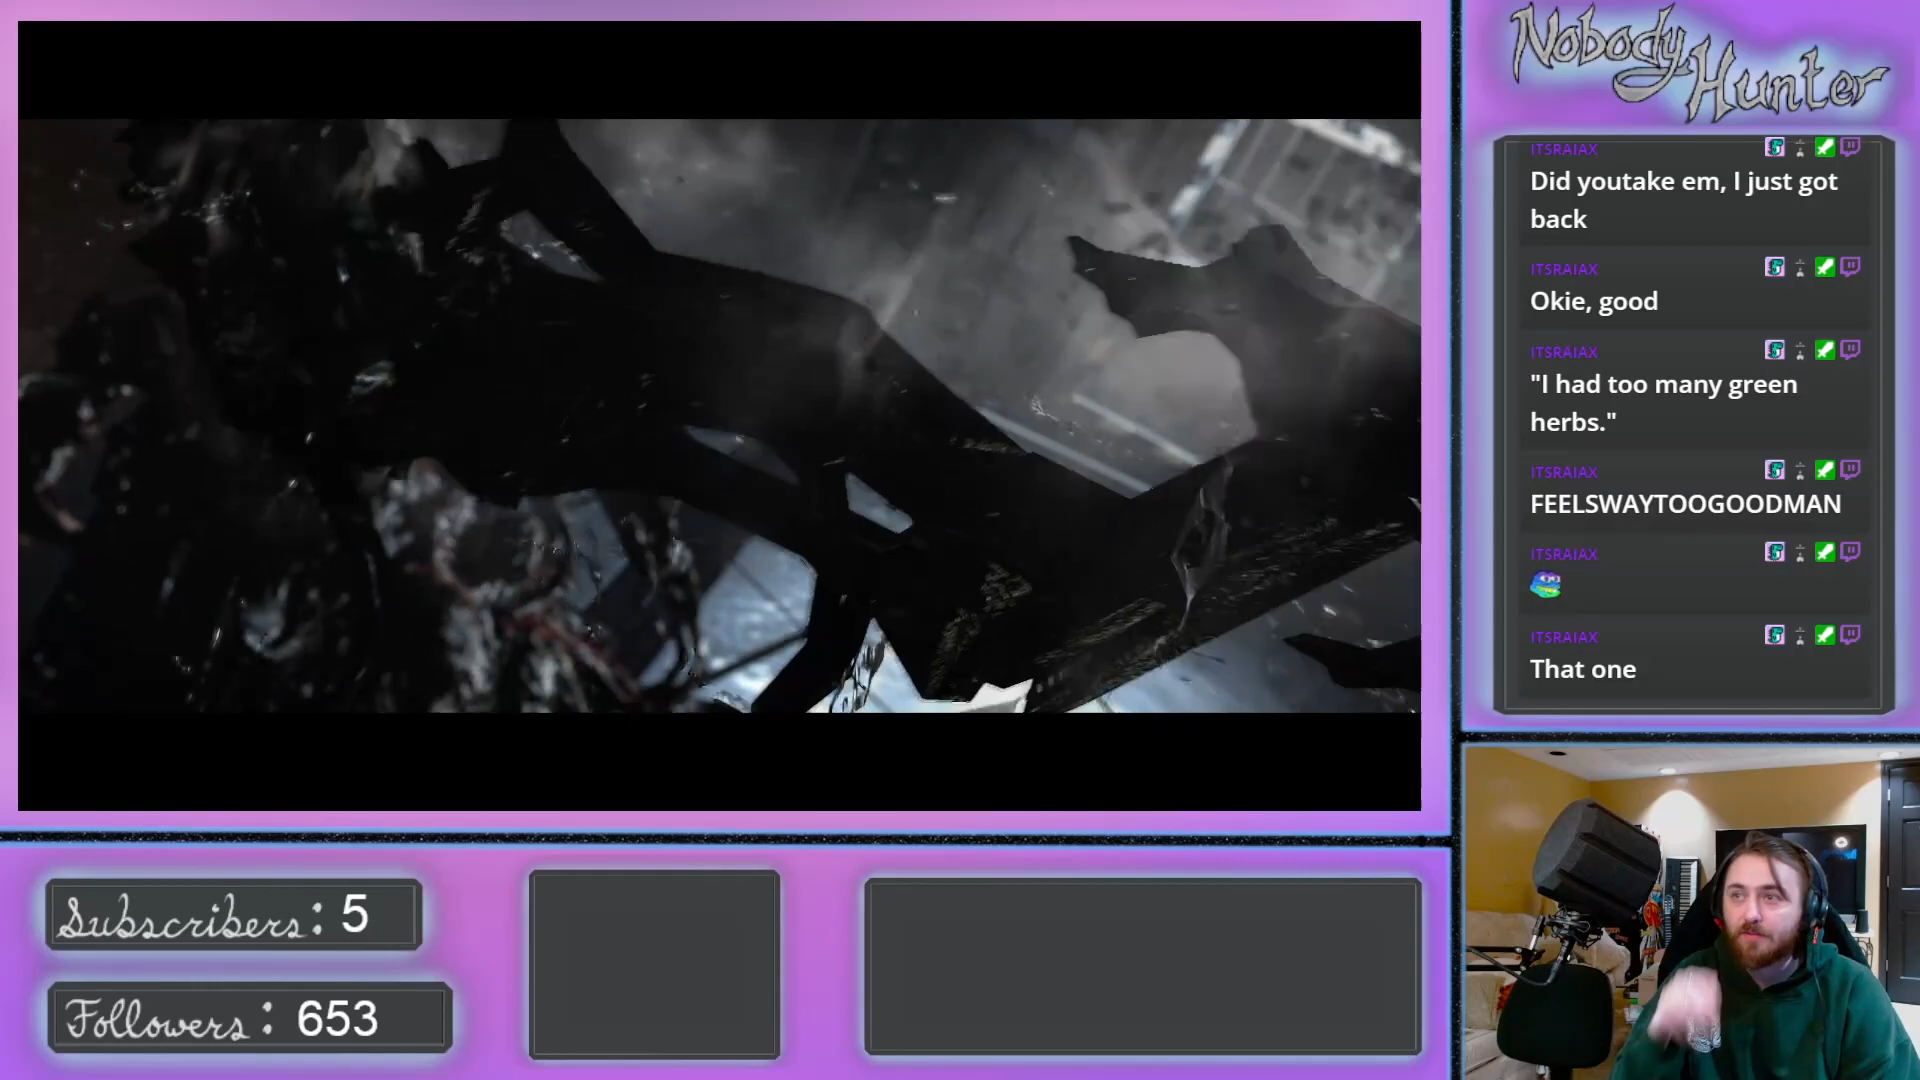 Nobody
Hunter
ITSRAIAX
Did youtake em, I just got
back
ITSRAIAX
Okie, good
ITSRAIAX
"I had too many green
herbs."
ITSRAIAX
FEELSWAYTOOGOODMAN
ITSRAIAX
ITSRAIAX
That one
Subscribers: 5
Followers: 653